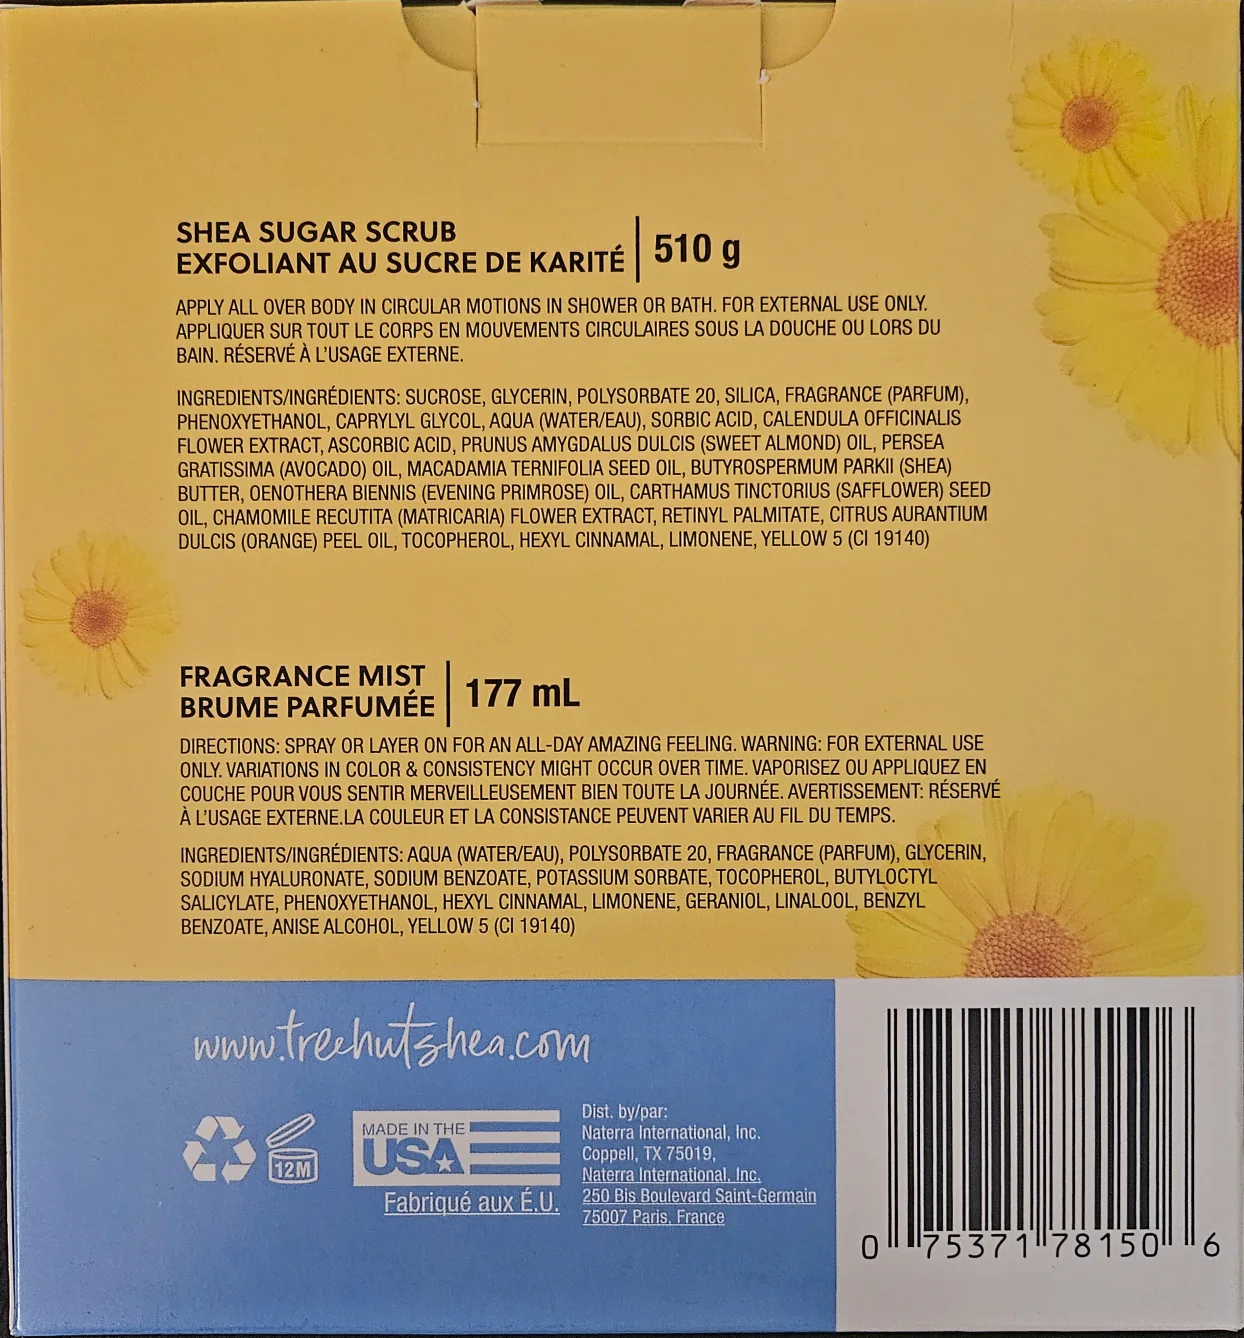 SHEA SUGAR SCRUB
EXFOLIANT AU SUCRE DE KARITÉ
510 g
APPLY ALL OVER BODY IN CIRCULAR MOTIONS IN SHOWER OR BATH. FOR EXTERNAL USE ONLY.
APPLIQUER SUR TOUT LE CORPS EN MOUVEMENTS CIRCULAIRES SOUS LA DOUCHE OU LORS DU
BAIN. RÉSERVÉ À L'USAGE EXTERNE.
INGREDIENTS/INGRÉDIENTS: SUCROSE, GLYCERIN, POLYSORBATE 20, SILICA, FRAGRANCE (PARFUM),
PHENOXYETHANOL, CAPRYLYL GLYCOL, AQUA (WATER/EAU), SORBIC ACID, CALENDULA OFFICINALIS
FLOWER EXTRACT, ASCORBIC ACID, PRUNUS AMYGDALUS DULCIS (SWEET ALMOND) OIL, PERSEA
GRATISSIMA (AVOCADO) OIL, MACADAMIA TERNIFOLIA SEED OIL, BUTYROSPERMUM PARKII (SHEA)
BUTTER, OENOTHERA BIENNIS (EVENING PRIMROSE) OIL, CARTHAMUS TINCTORIUS (SAFFLOWER) SEED
OIL, CHAMOMILE RECUTITA (MATRICARIA) FLOWER EXTRACT, RETINYL PALMITATE, CITRUS AURANTIUM
DULCIS (ORANGE) PEEL OIL, TOCOPHEROL, HEXYL CINNAMAL, LIMONENE, YELLOW 5 (CI 19140)
FRAGRANCE MIST
BRUME PARFUMÉE
177 mL
DIRECTIONS: SPRAY OR LAYER ON FOR AN ALL-DAY AMAZING FEELING. WARNING: FOR EXTERNAL USE
ONLY. VARIATIONS IN COLOR & CONSISTENCY MIGHT OCCUR OVER TIME. VAPORISEZ OU APPLIQUEZ EN
COUCHE POUR VOUS SENTIR MERVEILLEUSEMENT BIEN TOUTE LA JOURNÉE. AVERTISSEMENT: RÉSERVÉ
À L'USAGE EXTERNE.LA COULEUR ET LA CONSISTANCE PEUVENT VARIER AU FIL DU TEMPS.
INGREDIENTS/INGRÉDIENTS: AQUA (WATER/EAU), POLYSORBATE 20, FRAGRANCE (PARFUM), GLYCERIN,
SODIUM HYALURONATE, SODIUM BENZOATE, POTASSIUM SORBATE, TOCOPHEROL, BUTYLOCTYL
SALICYLATE, PHENOXYETHANOL, HEXYL CINNAMAL, LIMONENE, GERANIOL, LINALOOL, BENZYL
BENZOATE, ANISE ALCOHOL, YELLOW 5 (CI 19140)
www.treehutshea.com
12M
MADE IN THE
USA
Fabriqué aux É.U.
Dist. by/par:
Naterra International, Inc.
Coppell, TX 75019,
Naterra International, Inc.
250 Bis Boulevard Saint-Germain
75007 Paris, France
0 75371 78150 6